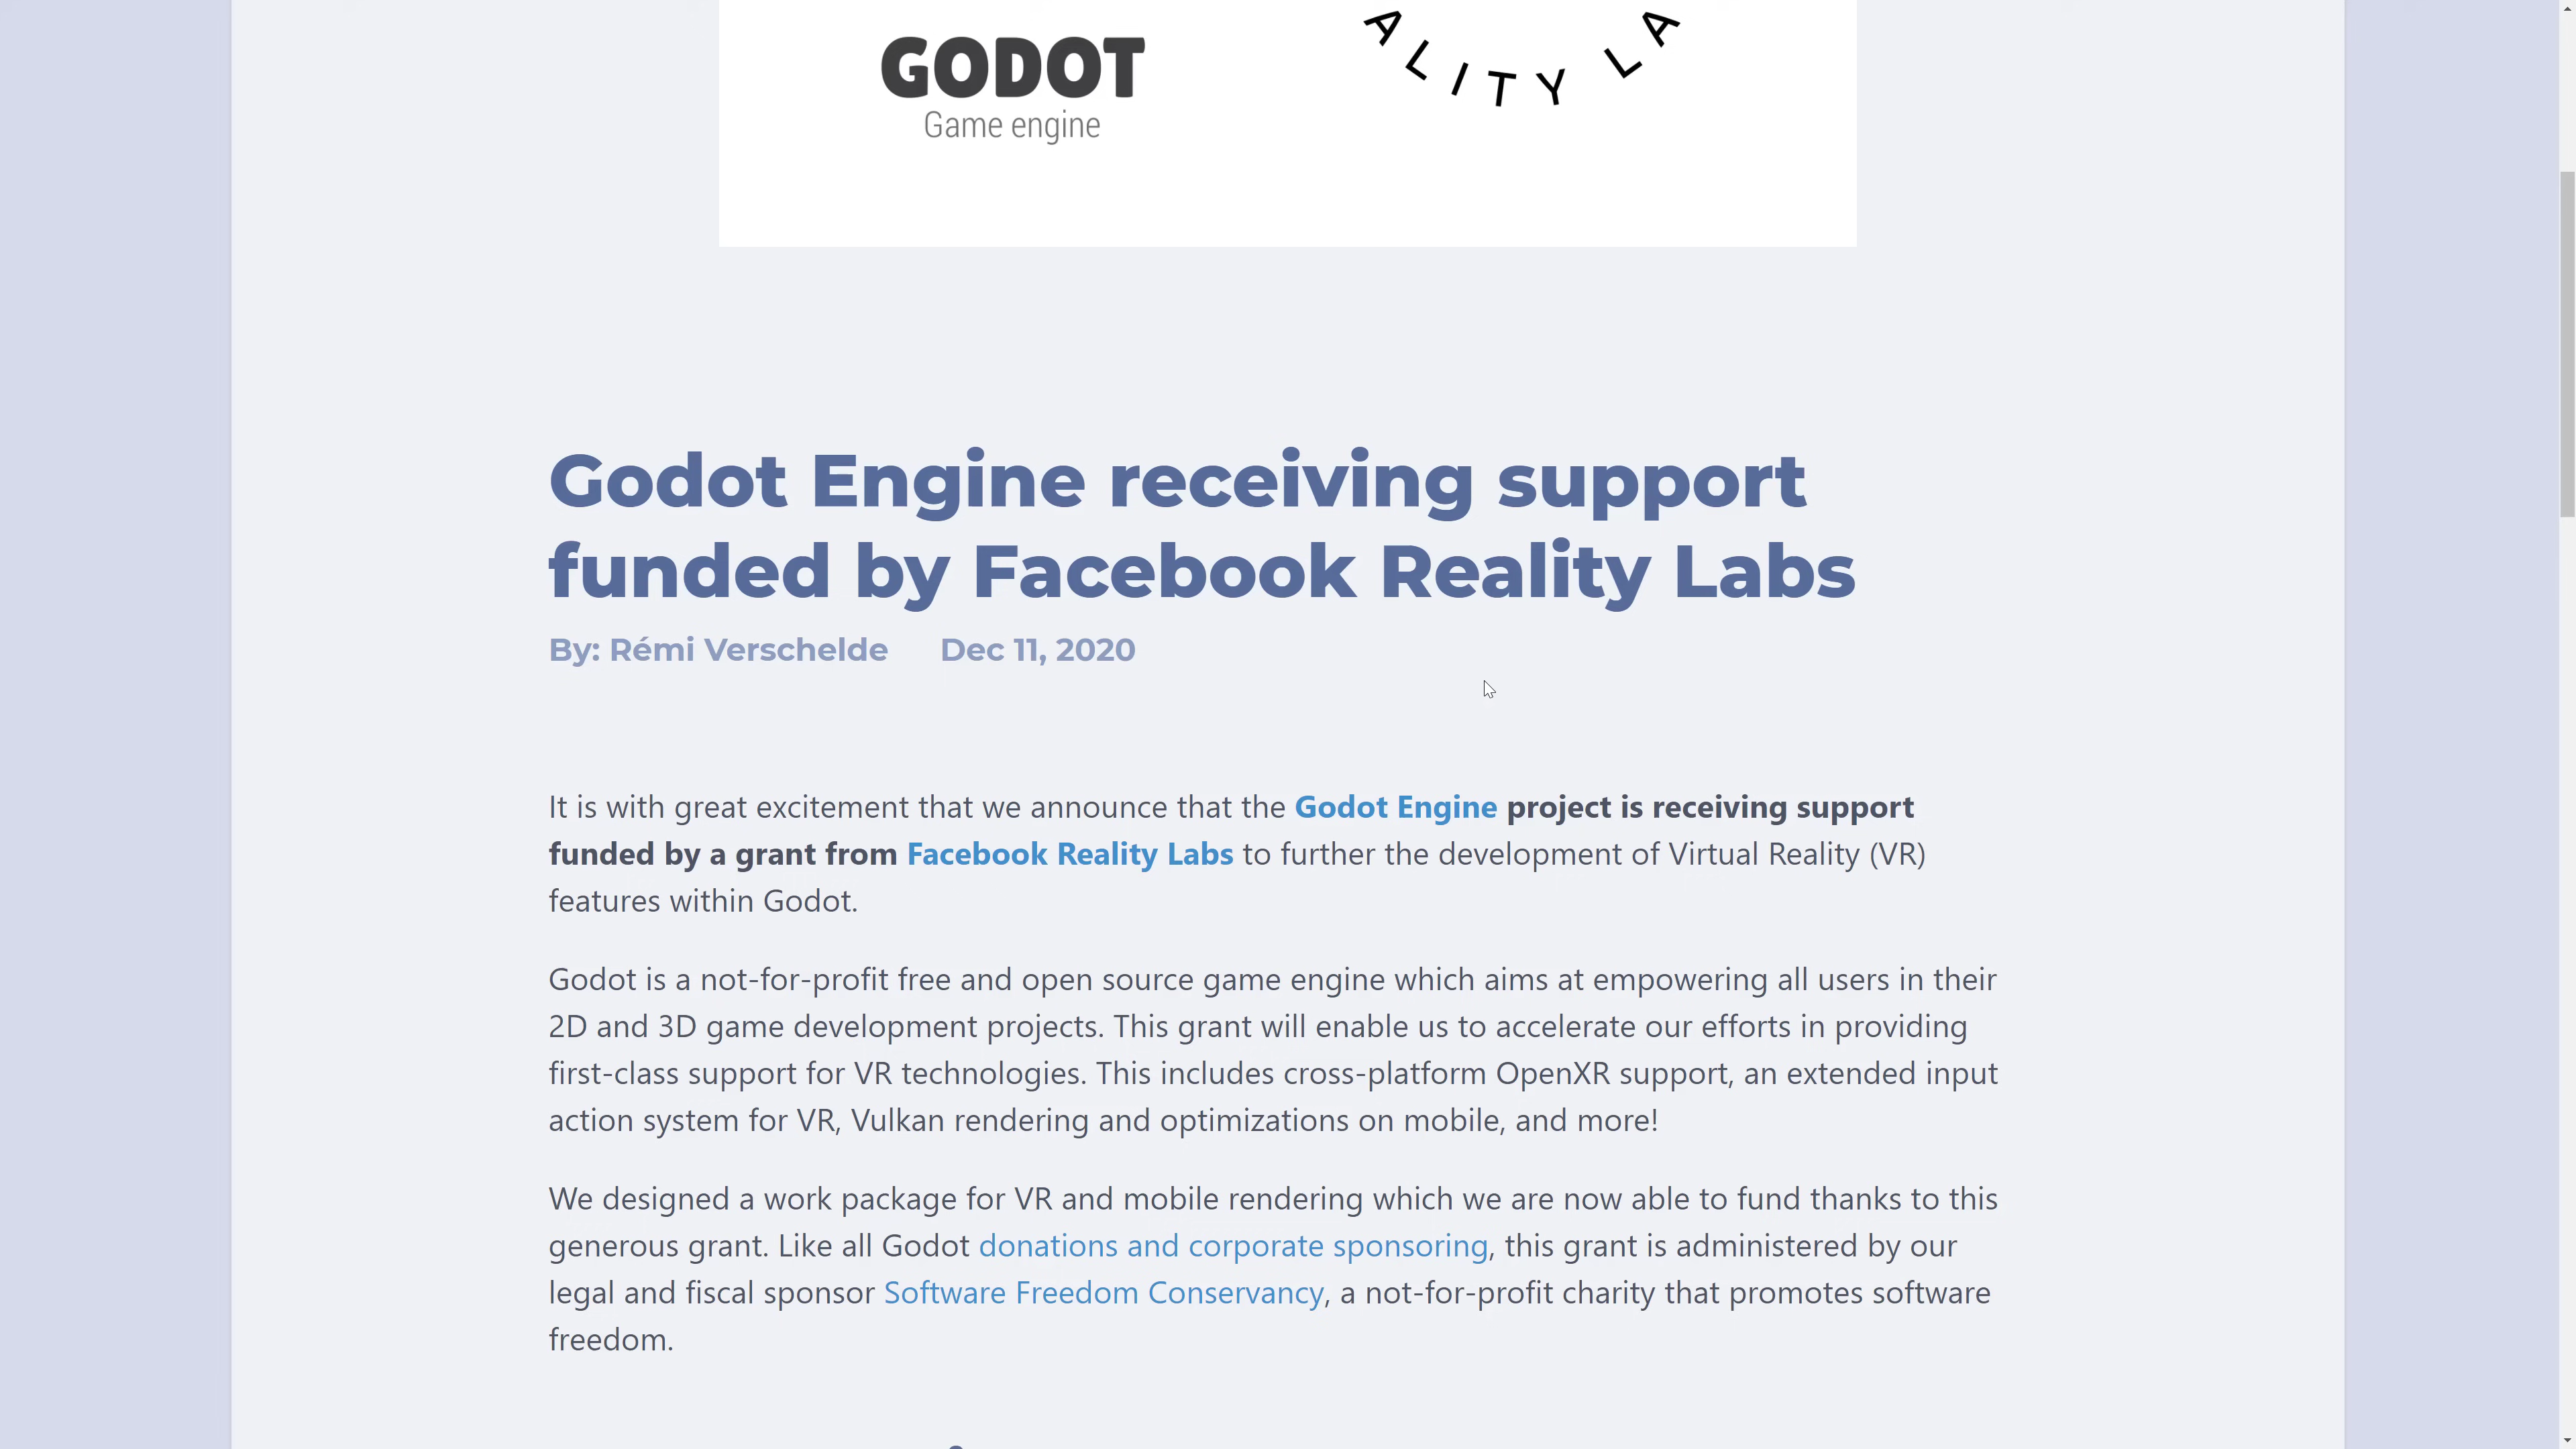 GODOT
Game engine
ALITY LA
Godot Engine receiving support
funded by Facebook Reality Labs
By: Rémi Verschelde Dec 11, 2020
It is with great excitement that we announce that the Godot Engine project is receiving support
funded by a grant from Facebook Reality Labs to further the development of Virtual Reality (VR)
features within Godot.
Godot is a not-for-profit free and open source game engine which aims at empowering all users in their
2D and 3D game development projects. This grant will enable us to accelerate our efforts in providing
first-class support for VR technologies. This includes cross-platform OpenXR support, an extended input
action system for VR, Vulkan rendering and optimizations on mobile, and more!
We designed a work package for VR and mobile rendering which we are now able to fund thanks to this
generous grant. Like all Godot donations and corporate sponsoring, this grant is administered by our
legal and fiscal sponsor Software Freedom Conservancy, a not-for-profit charity that promotes software
freedom.